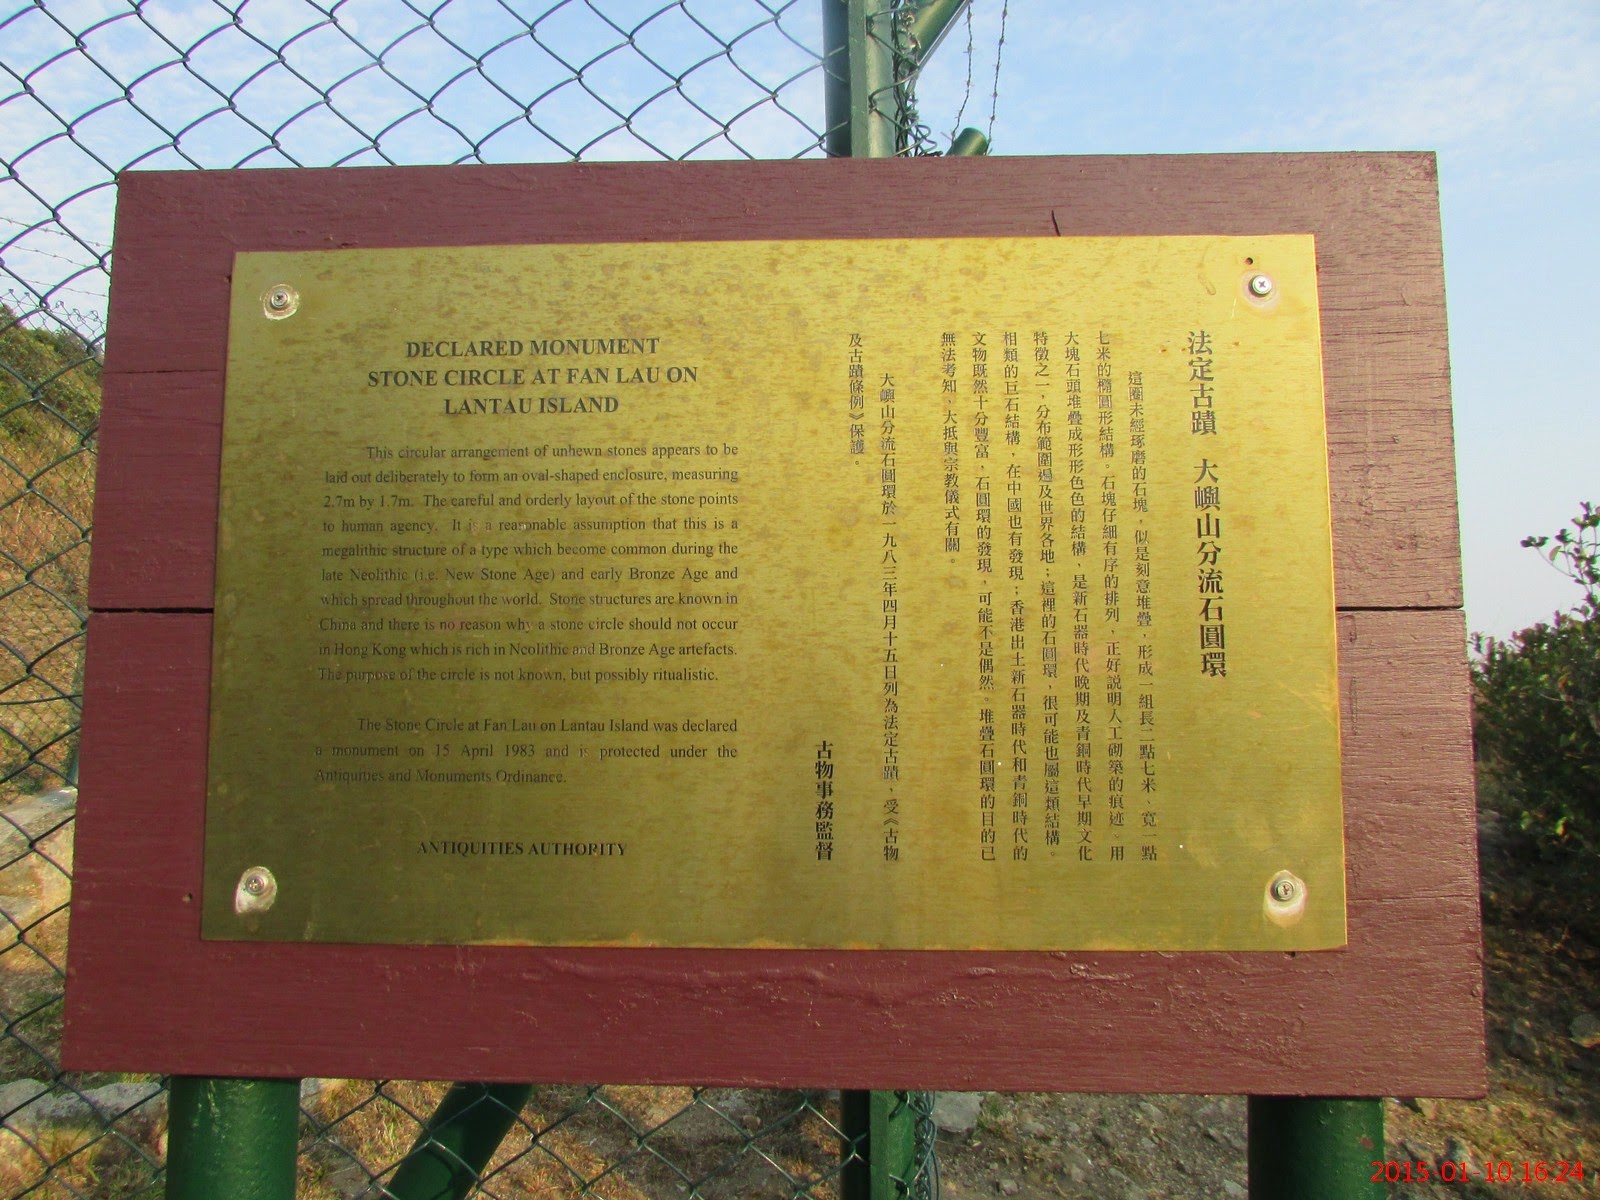 DECLARED MONUMENT
STONE CIRCLE AT FAN LAU ON
LANTAU ISLAND
This circular arrangement of unhewn stones appears to be
laid out deliberately to form an oval-shaped enclosure, measuring
2.7m by 1.7m. The careful and orderly layout of the stone points
to human agency. It is a reasonable assumption that this is a
megalithic structure of a type which become common during the
late Neolithic (i.e. New Stone Age) and early Bronze Age and
which spread throughout the world. Stone structures are known in
China and there is no reason why a stone circle should not occur
in Hong Kong which is rich in Neolithic and Bronze Age artefacts.
The purpose of the circle is not known, but possibly ritualistic.
The Stone Circle at Fan Lau on Lantau Island was declared
a monument on 15 April 1983 and is protected under the
Antiquities and Monuments Ordinance.
ANTIQUITIES AUTHORITY
法定古蹟 大嶼山分流石圓環
這圈未經琢磨的石塊，似是刻意堆疊，形成一組長二點七米、寬一點
七米的橢圓形結構。石塊仔細有序的排列，正好説明人工砌築的痕迹。用
大塊石頭堆疊成形形色色的結構，是新石器時代晚期及青銅時代早期文化
特徵之一，分布範圍遍及世界各地；這裡的石圓環，很可能也屬這類結構。
相類的巨石結構，在中國也有發現；香港出土新石器時代和青銅時代的
文物既然十分豐富，石圓環的發現，可能不是偶然。堆疊石圓環的目的已
無法考知，大抵與宗教儀式有關。
大嶼山分流石圓環於一九八三年四月十五日列為法定古蹟，受《古物
及古蹟條例》保護。
古物事務監督
2015-01-10 16:24